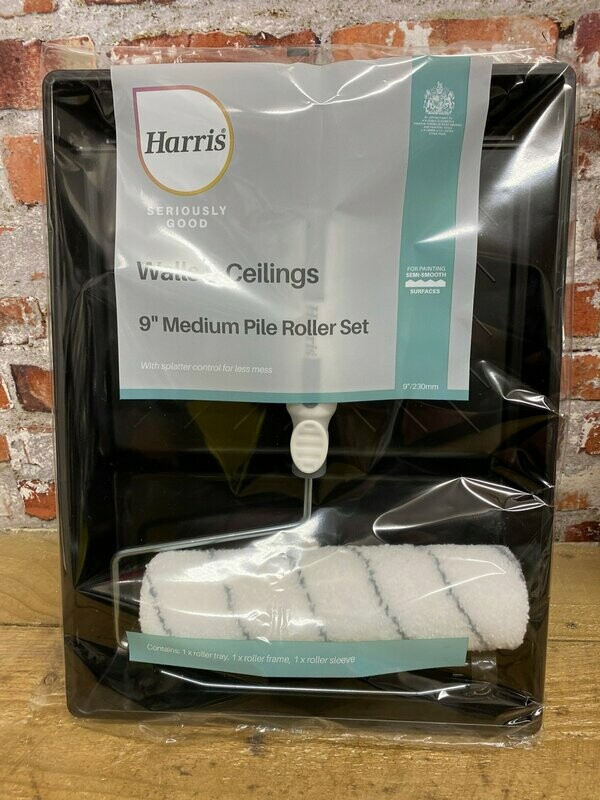 Harris®
SERIOUSLY
GOOD
Walls & Ceilings
9" Medium Pile Roller Set
With splatter control for less mess
FOR PAINTING
SEMI-SMOOTH
SURFACES
9"/230mm
Harris
Contains: 1 x roller tray, 1 x roller frame, 1 x roller sleeve